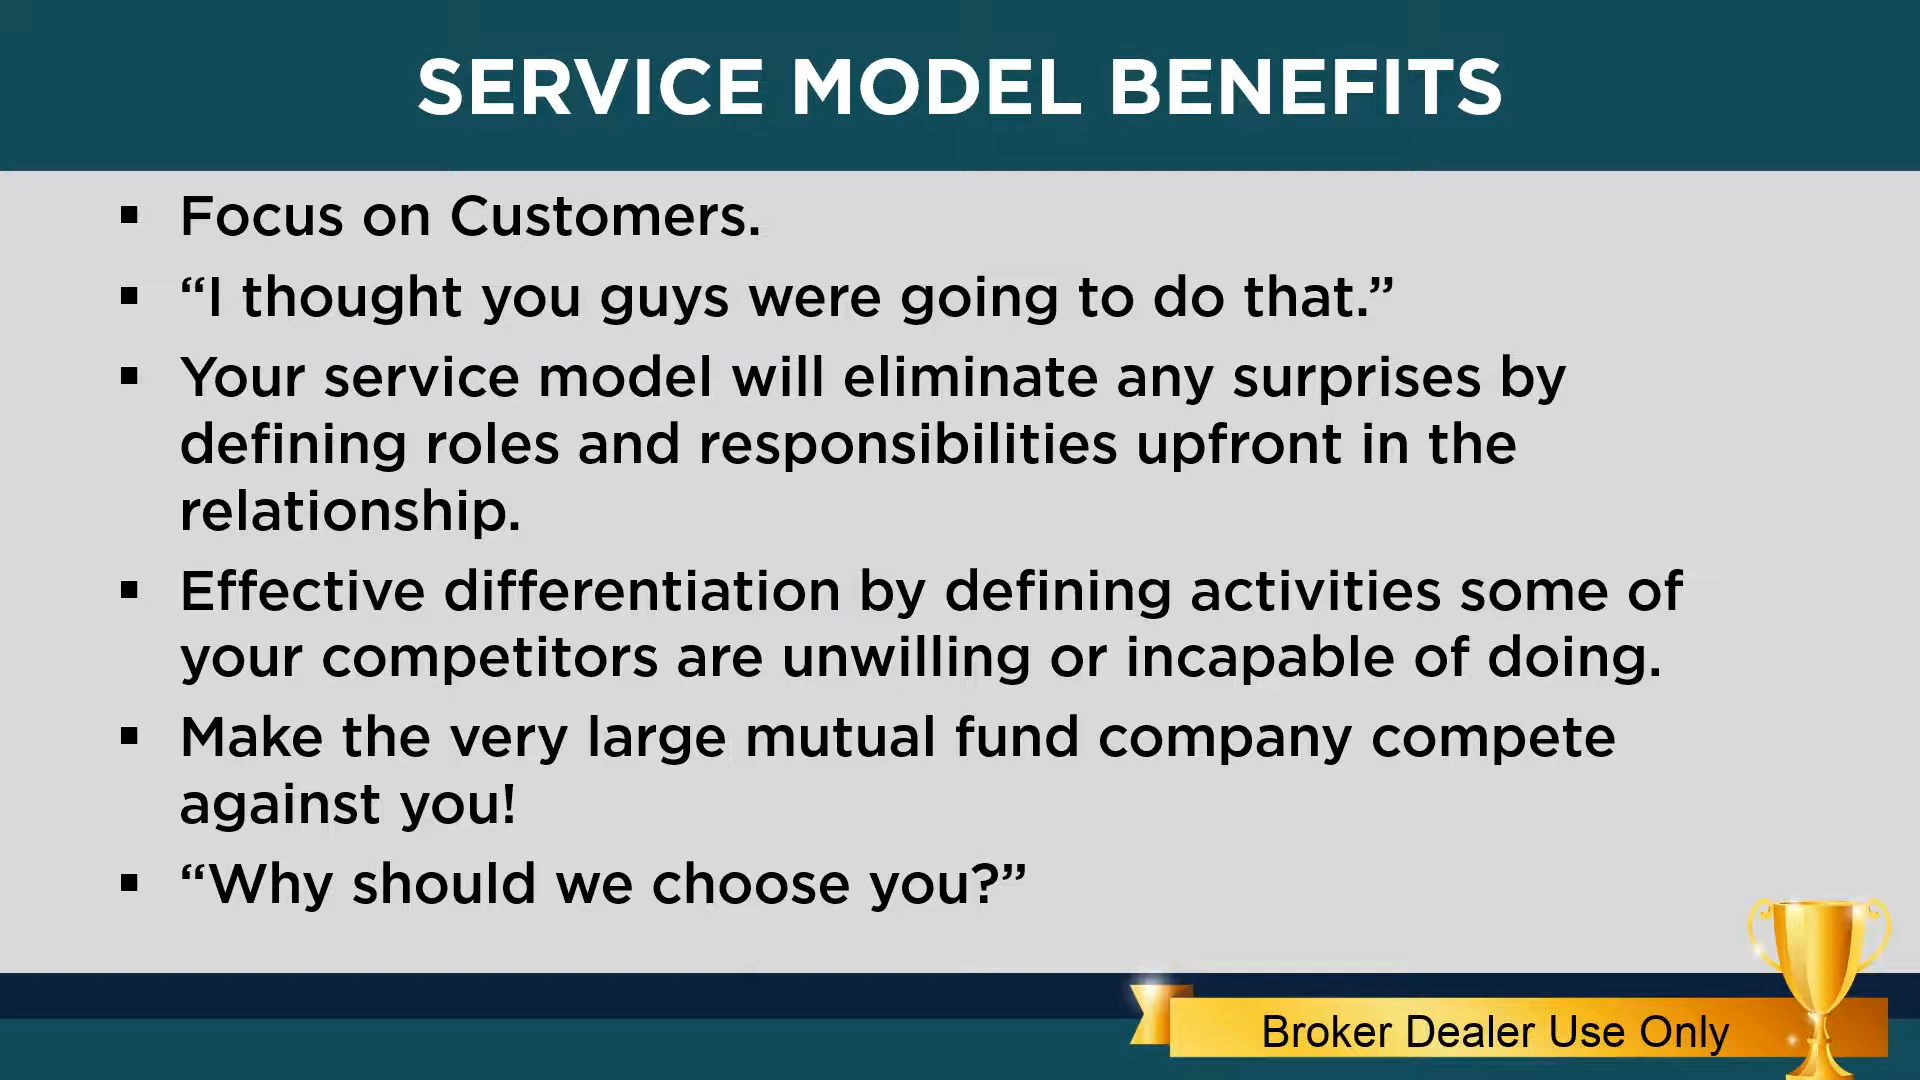 SERVICE MODEL BENEFITS
▪ Focus on Customers.
▪ “I thought you guys were going to do that.”
▪ Your service model will eliminate any surprises by
defining roles and responsibilities upfront in the
relationship.
▪ Effective differentiation by defining activities some of
your competitors are unwilling or incapable of doing.
▪ Make the very large mutual fund company compete
against you!
▪ “Why should we choose you?”
Broker Dealer Use Only